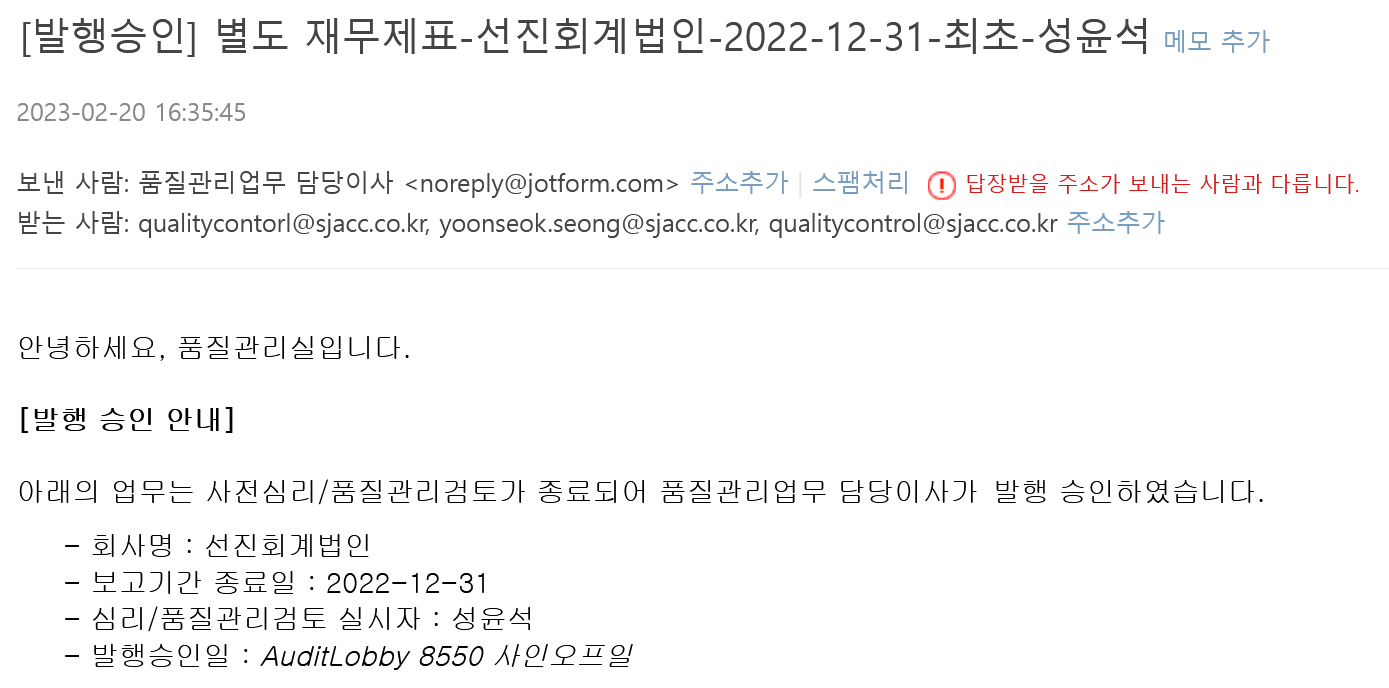 [발행승인] 별도 재무제표-선진회계법인-2022-12-31-최초-성윤석 메모 추가
2023-02-20 16:35:45
보낸 사람: 품질관리업무 담당이사 <noreply@jotform.com> 주소추가 | 스팸처리 ! 답장받을 주소가 보내는 사람과 다릅니다.
받는 사람: qualitycontorl@sjacc.co.kr, yoonseok.seong@sjacc.co.kr, qualitycontrol@sjacc.co.kr 주소추가
안녕하세요, 품질관리실입니다.
[발행 승인 안내]
아래의 업무는 사전심리/품질관리검토가 종료되어 품질관리업무 담당이사가 발행 승인하였습니다.
- 회사명 : 선진회계법인
- 보고기간 종료일 : 2022-12-31
- 심리/품질관리검토 실시자 : 성윤석
- 발행승인일 : AuditLobby 8550 사인오프일